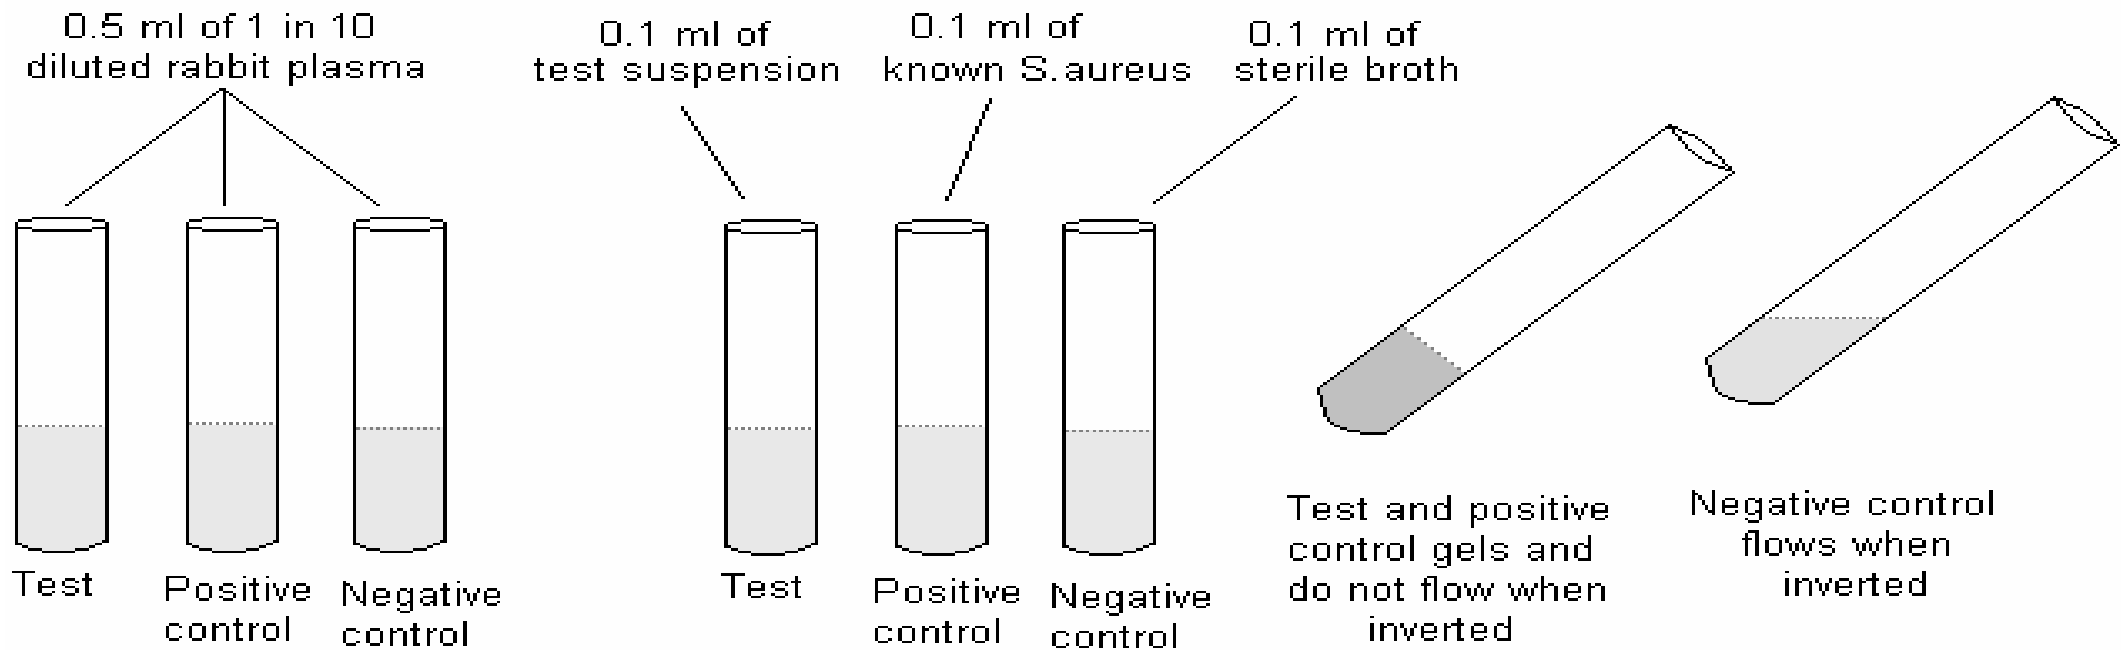 0.5 ml of 1 in 10
diluted rabbit plasma
0.1 ml of
test suspension
0.1 ml of
known S.aureus
0.1 ml of
sterile broth
Test
Positive
control
Negative
control
Test
Positive
control
Negative
control
Test and positive
control gels and
do not flow when
inverted
Negative control
flows when
inverted